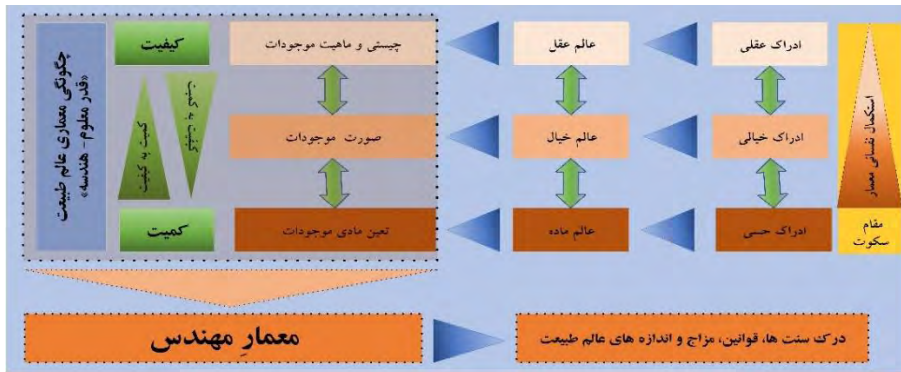 ادراک عقلی
عالم عقل
چیستی و ماهیت موجودات
کیفیت
استکمال نفسانی معمار
ادراک خیالی
عالم خیال
صورت موجودات
کیفیت به کمیت
کمیت به کیفیت
چگونگی معماری عالم طبیعت
«قدر معلوم- هندسه»
مقام
سکوت
ادراک حسی
عالم ماده
تعین مادی موجودات
کمیت
معمارِ مهندس
درک سنت ها، قوانین، مزاج و اندازه های عالم طبیعت